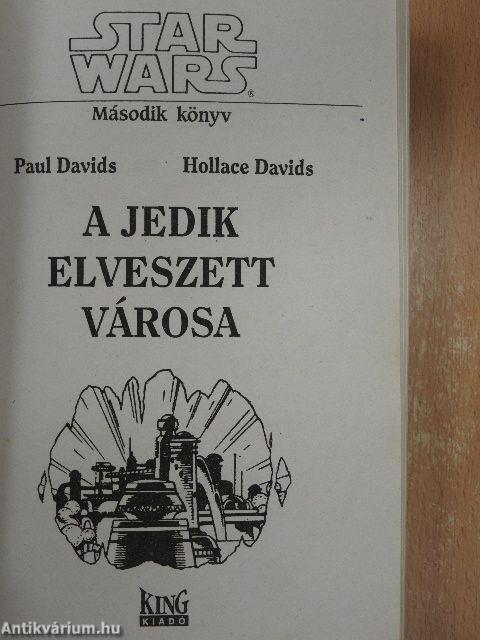 STAR
WARS®
Második könyv
Paul Davids Hollace Davids
A JEDIK
ELVESZETT
VÁROSA
KING
KIADÓ
Antikvárium.hu